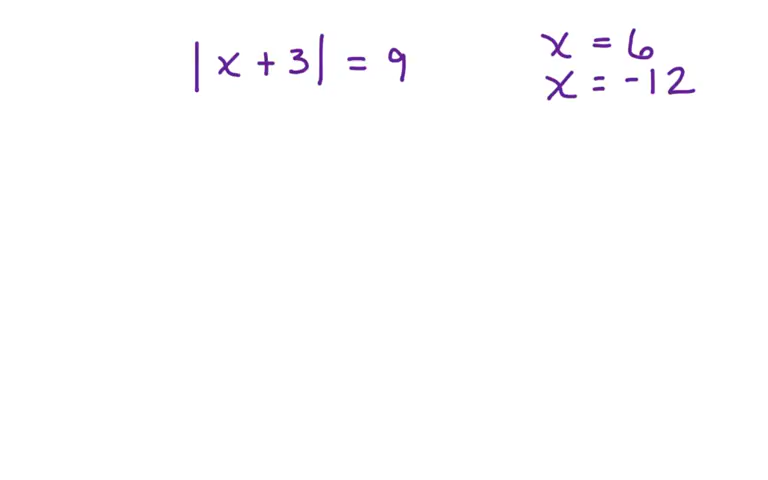 |x + 3| = 9
x = 6
x = -12